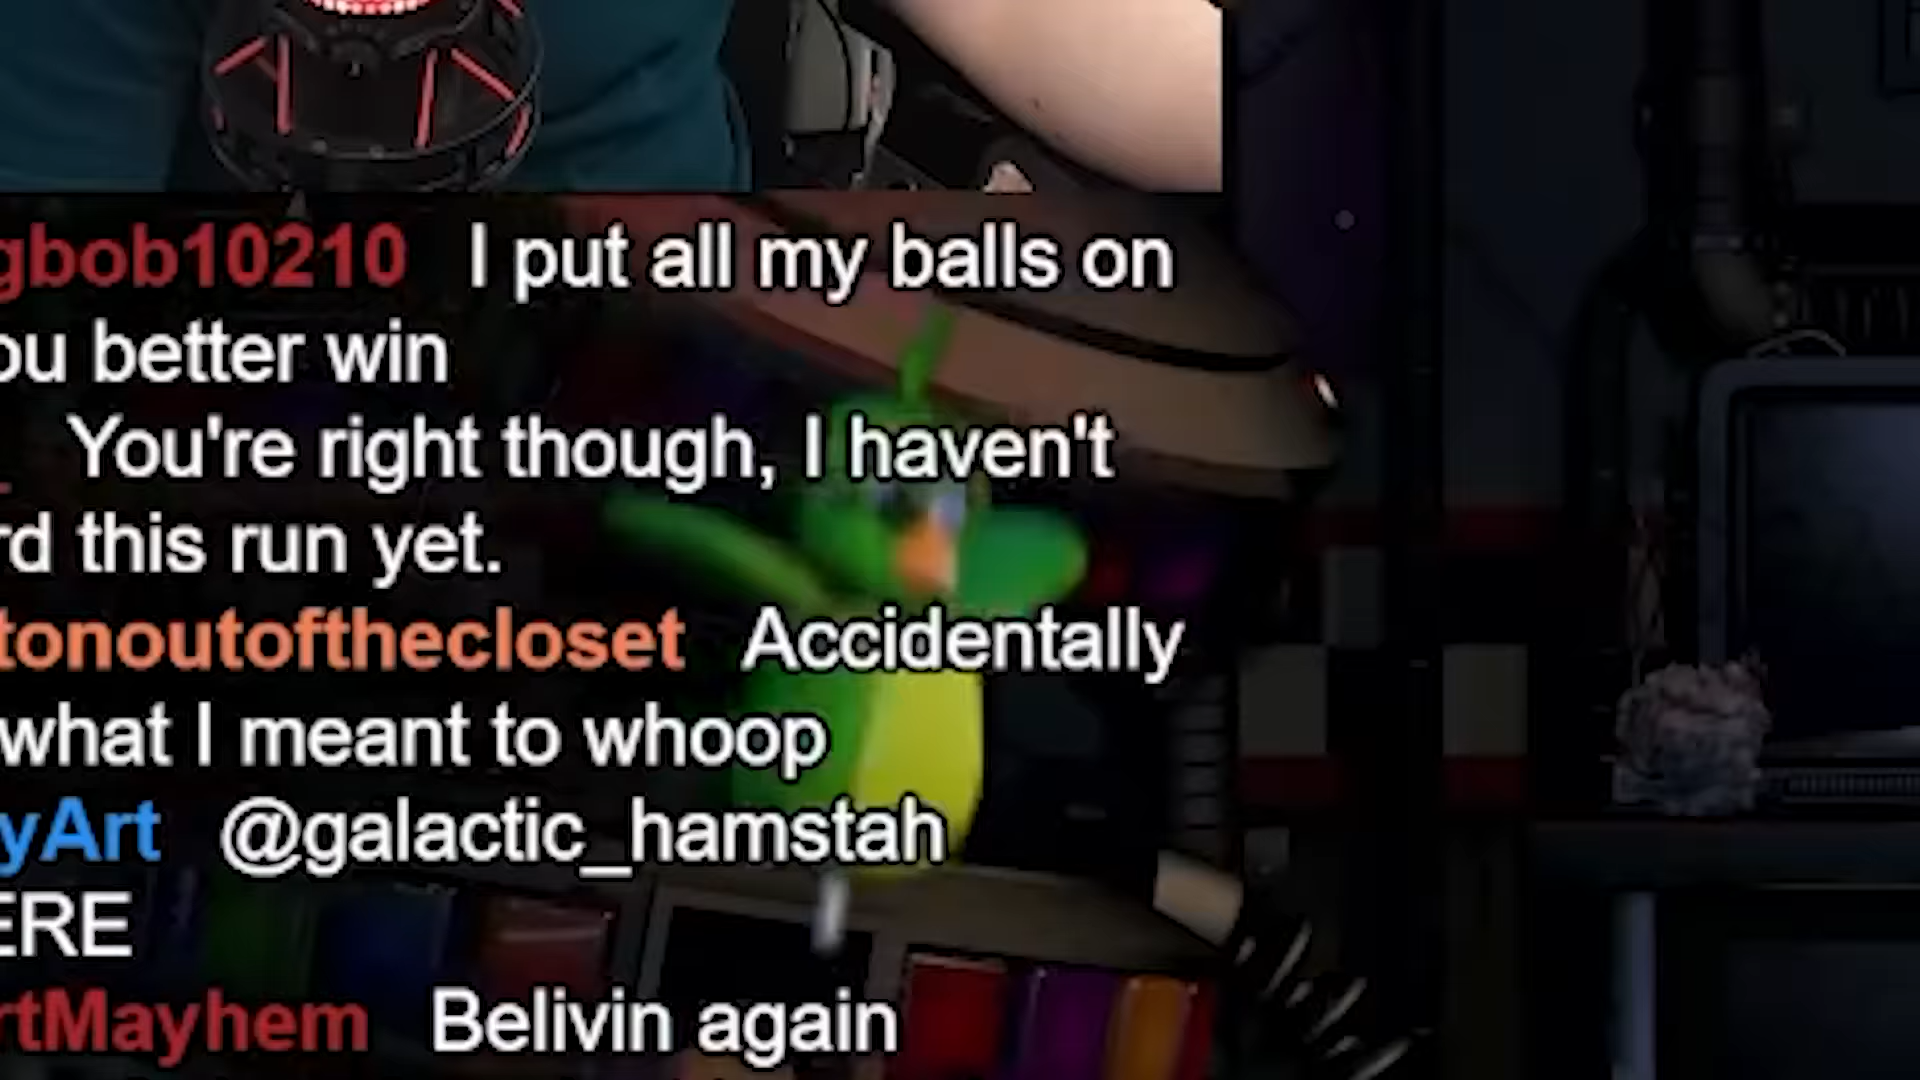 gbob10210 I put all my balls on
ou better win
You're right though, I haven't
rd this run yet.
tonoutofthecloset Accidentally
what I meant to whoop
yArt @galactic_hamstah
ERE
rtMayhem Belivin again